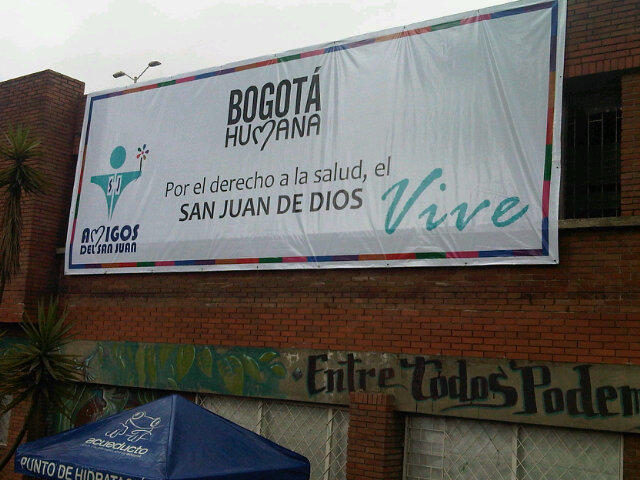 BOGOTÁ
HUMANA
Por el derecho a la salud, el
SAN JUAN DE DIOS Vive
SJ
AMIGOS
DEL SAN JUAN
Entre Todos Podem
acueducto
PUNTO DE HIDRATA